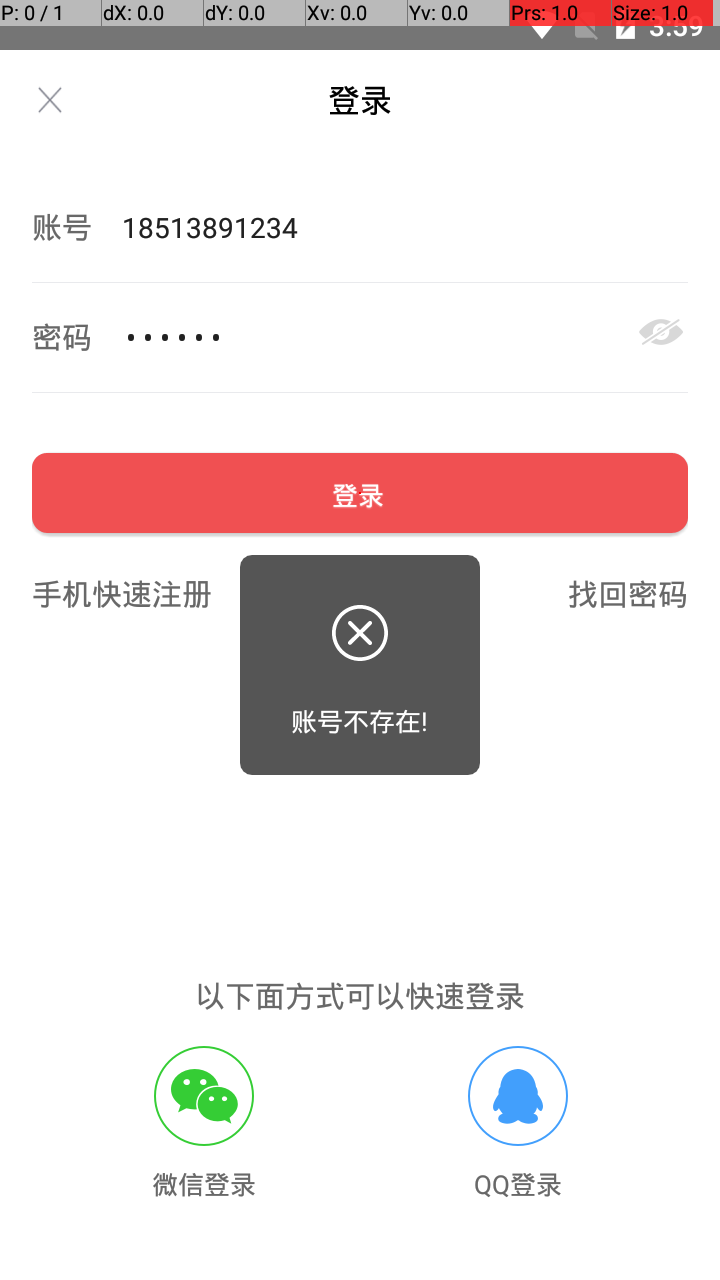 P: 0 / 1 dX: 0.0 dY: 0.0 Xv: 0.0 Yv: 0.0 Prs: 1.0 Size: 1.0
3:59
登录
账号 18513891234
密码 ••••••
登录
手机快速注册 找回密码
账号不存在!
以下面方式可以快速登录
微信登录 QQ登录